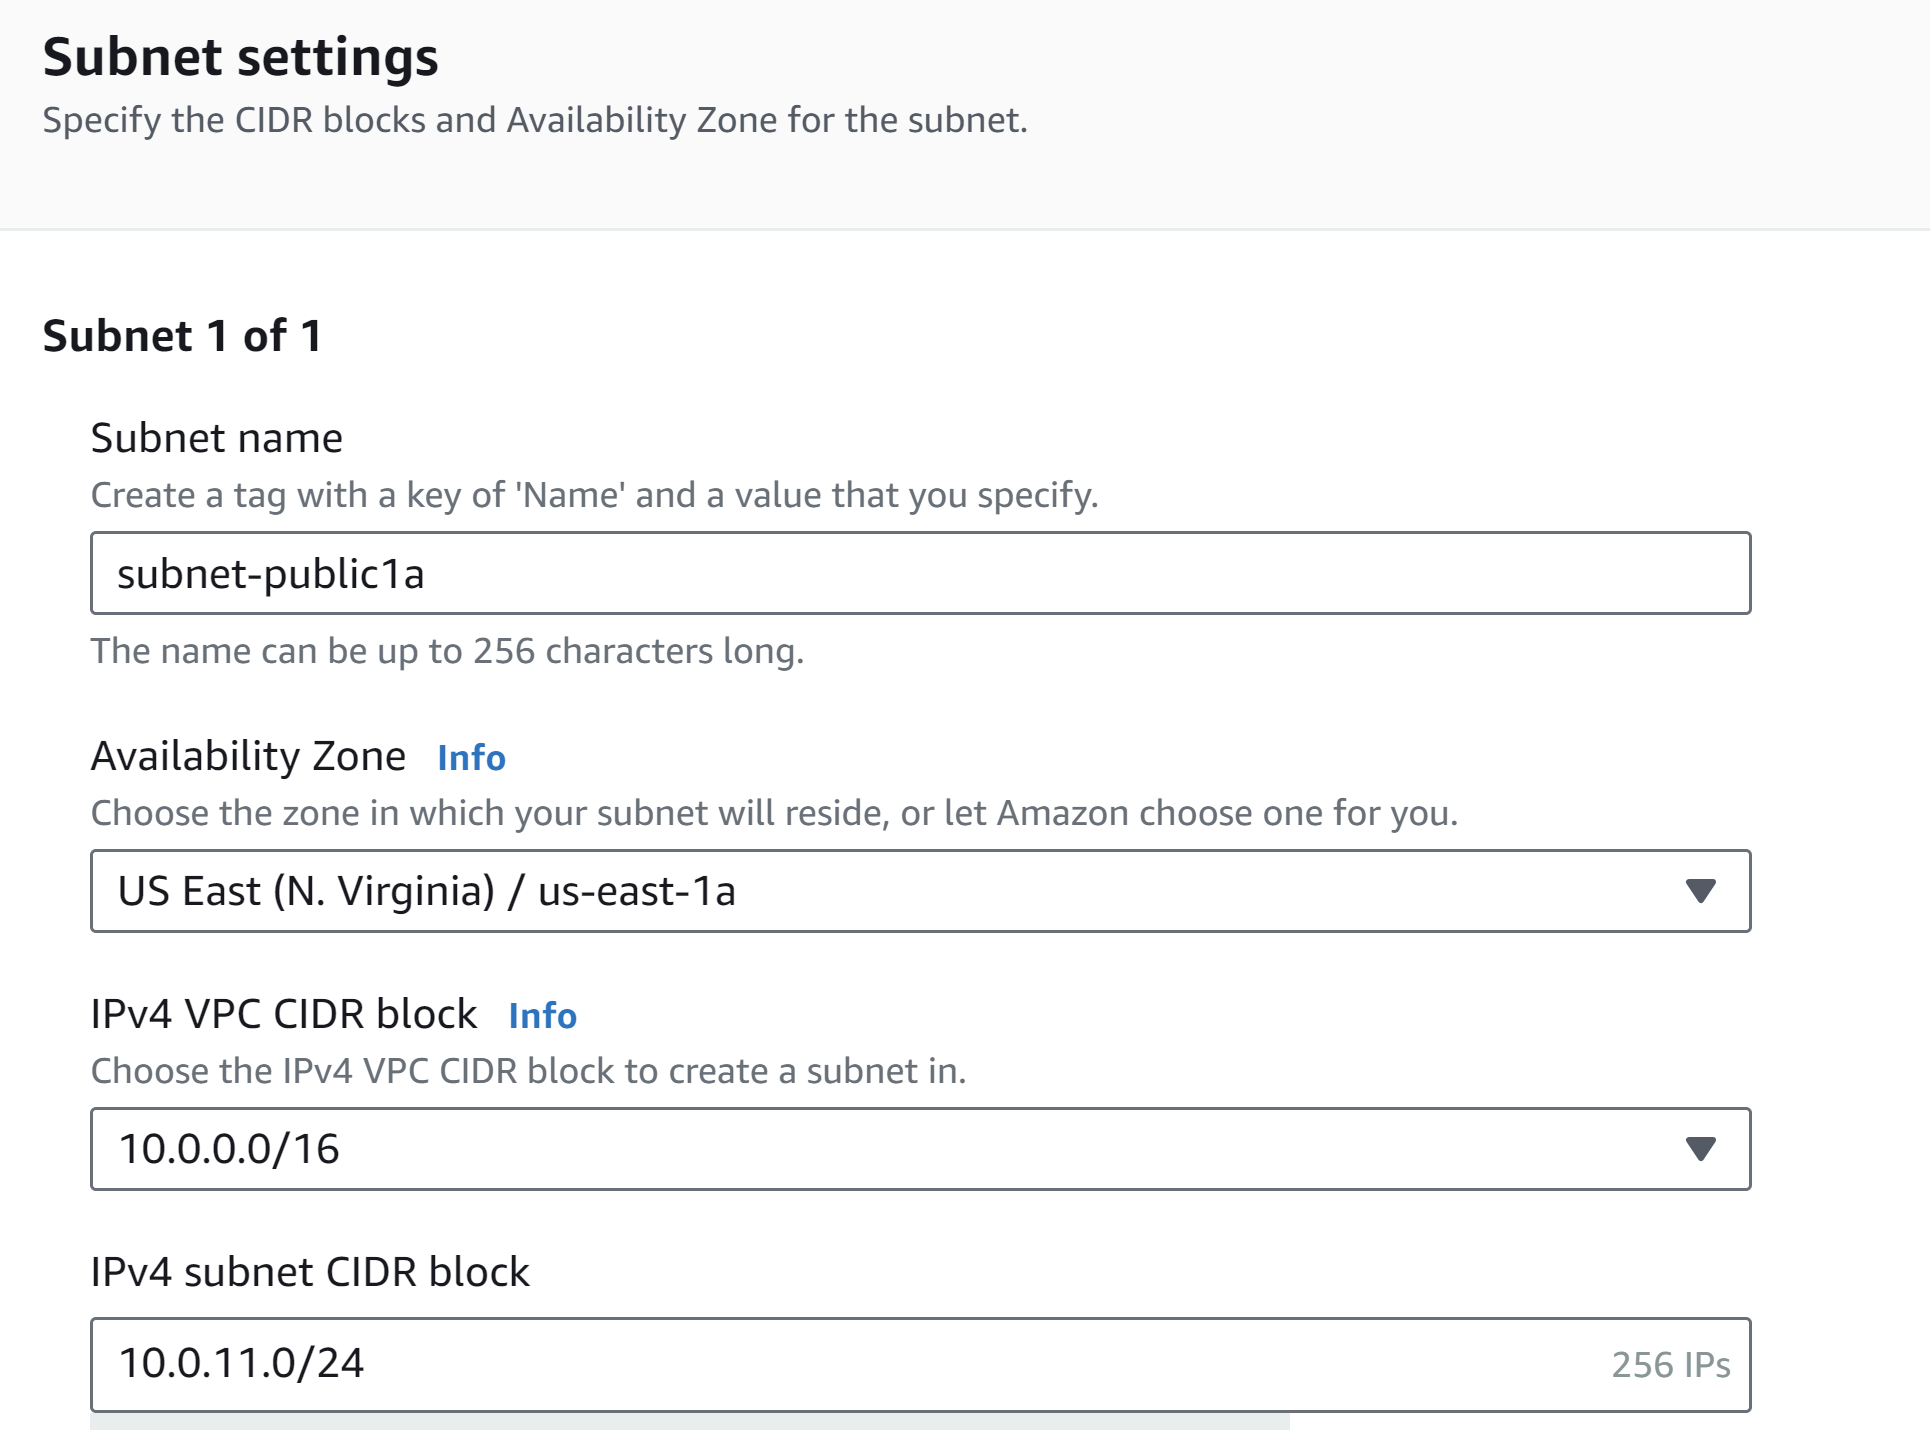 Subnet settings
Specify the CIDR blocks and Availability Zone for the subnet.
Subnet 1 of 1
Subnet name
Create a tag with a key of 'Name' and a value that you specify.
subnet-public1a
The name can be up to 256 characters long.
Availability Zone Info
Choose the zone in which your subnet will reside, or let Amazon choose one for you.
US East (N. Virginia) / us-east-1a
IPv4 VPC CIDR block Info
Choose the IPv4 VPC CIDR block to create a subnet in.
10.0.0.0/16
IPv4 subnet CIDR block
10.0.11.0/24 256 IPs